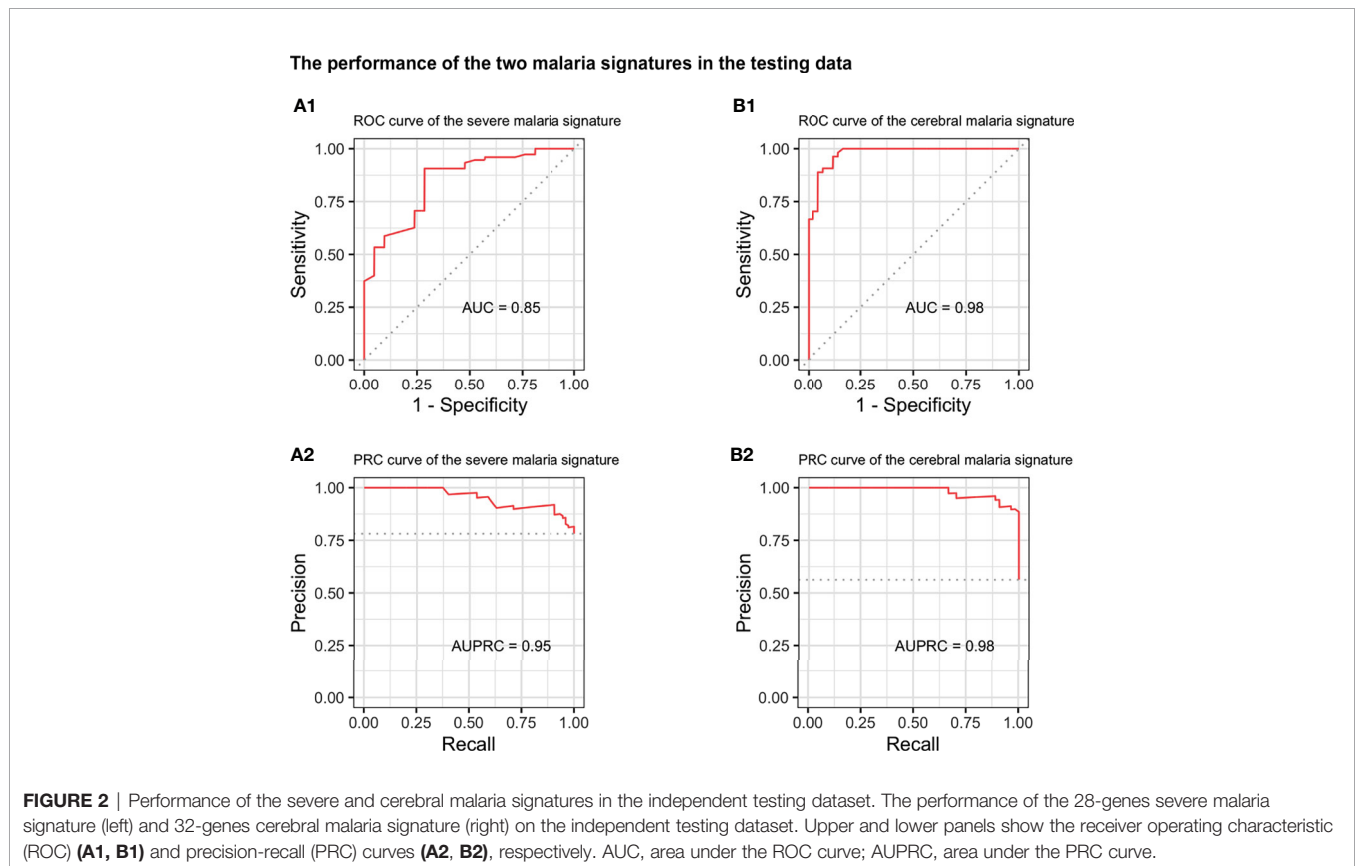 The performance of the two malaria signatures in the testing data
A1
ROC curve of the severe malaria signature
1.00
0.75
0.50
0.25
0.00
Sensitivity
AUC = 0.85
0.00 0.25 0.50 0.75 1.00
1 - Specificity
B1
ROC curve of the cerebral malaria signature
1.00
0.75
0.50
0.25
0.00
Sensitivity
AUC = 0.98
0.00 0.25 0.50 0.75 1.00
1 - Specificity
A2
PRC curve of the severe malaria signature
1.00
0.75
0.50
0.25
0.00
Precision
AUPRC = 0.95
0.00 0.25 0.50 0.75 1.00
Recall
B2
PRC curve of the cerebral malaria signature
1.00
0.75
0.50
0.25
0.00
Precision
AUPRC = 0.98
0.00 0.25 0.50 0.75 1.00
Recall
FIGURE 2 | Performance of the severe and cerebral malaria signatures in the independent testing dataset. The performance of the 28-genes severe malaria
signature (left) and 32-genes cerebral malaria signature (right) on the independent testing dataset. Upper and lower panels show the receiver operating characteristic
(ROC) (A1, B1) and precision-recall (PRC) curves (A2, B2), respectively. AUC, area under the ROC curve; AUPRC, area under the PRC curve.